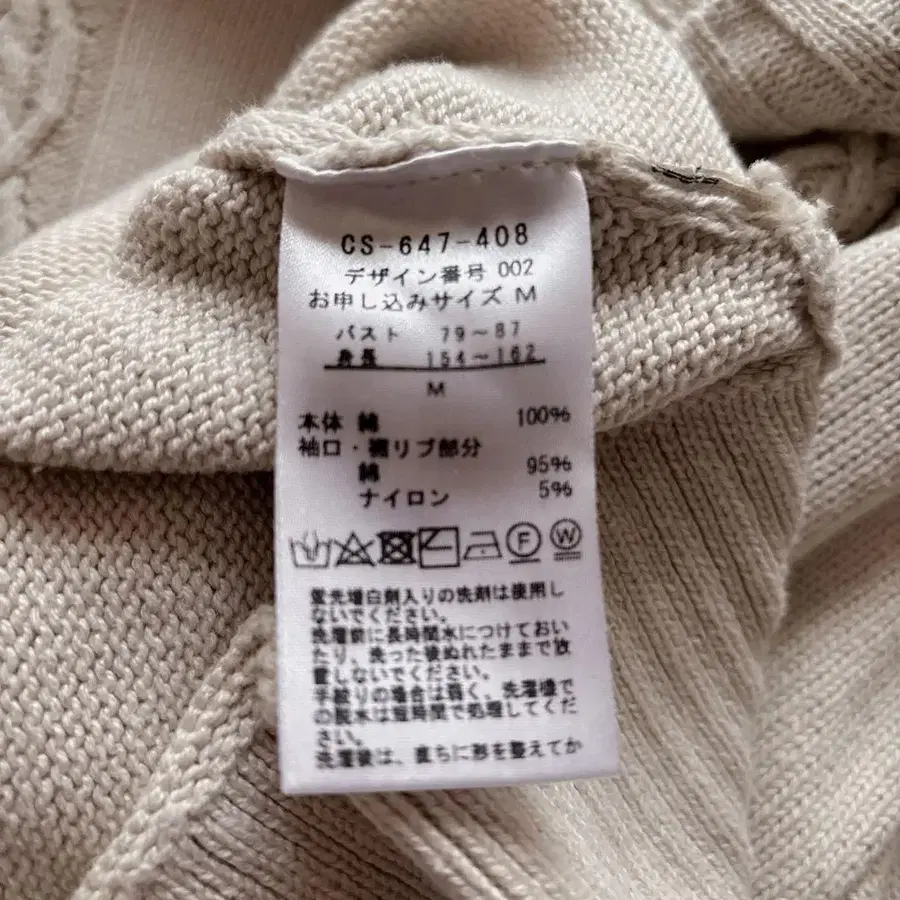 CS-647-408
デザイン番号 002
お申し込みサイズ M
バスト 79~87
身長 154~162
M
本体 綿 100%
袖口・裾リブ部分
綿 95%
ナイロン 5%
F W
蛍光増白剤入りの洗剤は使用し
ないでください。
洗濯前に長時間水につけておい
たり、洗った後ぬれたままで放
置しないでください。
手絞りの場合は弱く、洗濯機で
の脱水は短時間で処理してくだ
さい。
洗濯後は、直ちに形を整えてか